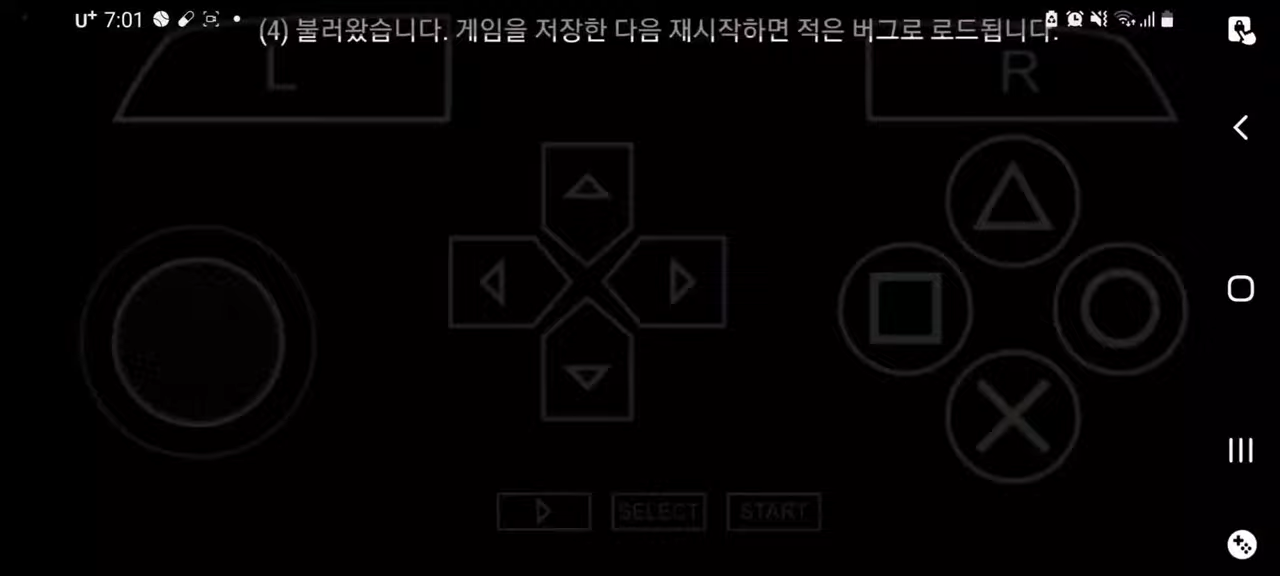 U+ 7:01
(4) 불러왔습니다. 게임을 저장한 다음 재시작하면 적은 버그로 로드됩니다.
L
R
SELECT
START